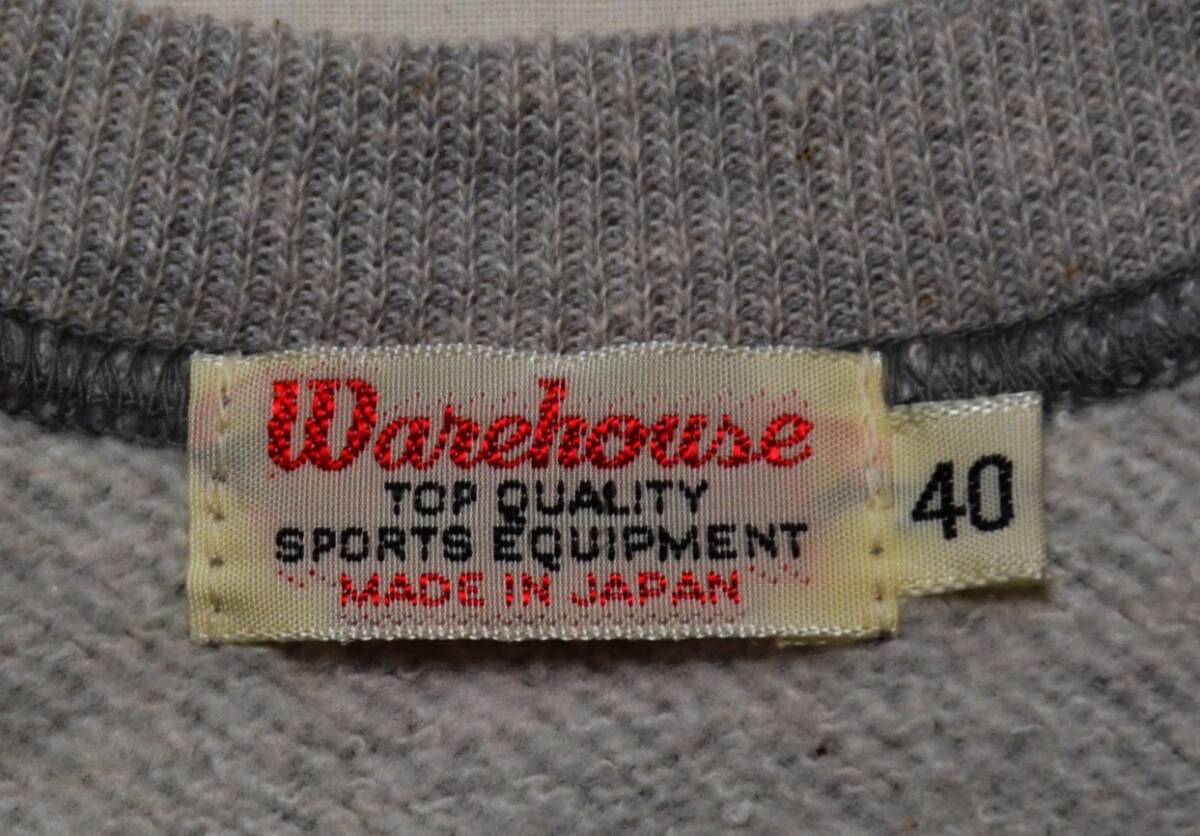 Warehouse
TOP QUALITY
SPORTS EQUIPMENT
MADE IN JAPAN
40